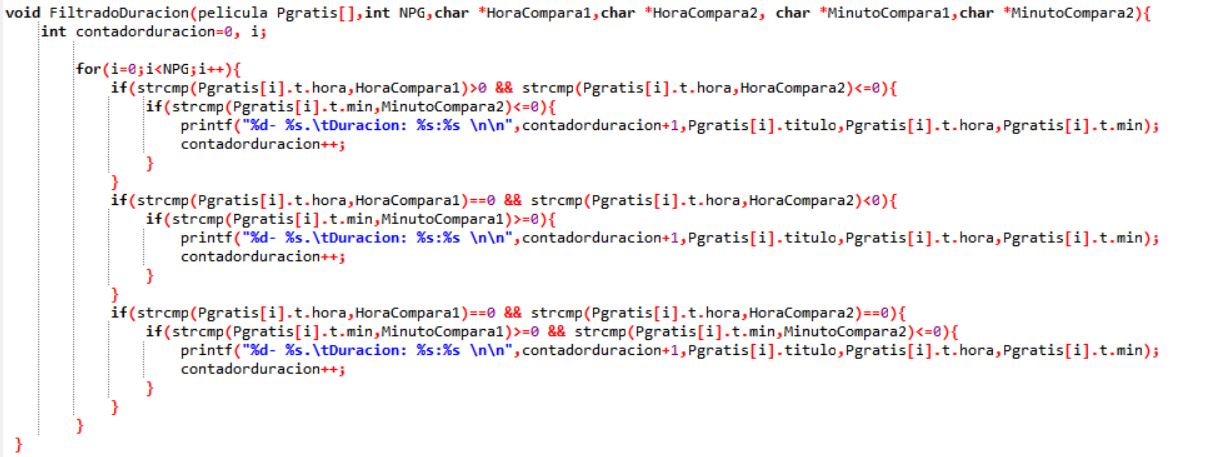 void FiltradoDuracion(pelicula Pgratis[],int NPG,char *HoraCompara1,char *HoraCompara2, char *MinutoCompara1,char *MinutoCompara2){
int contadorduracion=0, i;
for(i=0;i<NPG;i++){
if(strcmp(Pgratis[i].t.hora,HoraCompara1)>0 && strcmp(Pgratis[i].t.hora,HoraCompara2)<=0){
if(strcmp(Pgratis[i].t.min,MinutoCompara2)<=0){
printf("%d- %s.\tDuracion: %s:%s \n\n",contadorduracion+1,Pgratis[i].titulo,Pgratis[i].t.hora,Pgratis[i].t.min);
contadorduracion++;
}
}
if(strcmp(Pgratis[i].t.hora,HoraCompara1)==0 && strcmp(Pgratis[i].t.hora,HoraCompara2)<0){
if(strcmp(Pgratis[i].t.min,MinutoCompara1)>=0){
printf("%d- %s.\tDuracion: %s:%s \n\n",contadorduracion+1,Pgratis[i].titulo,Pgratis[i].t.hora,Pgratis[i].t.min);
contadorduracion++;
}
}
if(strcmp(Pgratis[i].t.hora,HoraCompara1)==0 && strcmp(Pgratis[i].t.hora,HoraCompara2)==0){
if(strcmp(Pgratis[i].t.min,MinutoCompara1)>=0 && strcmp(Pgratis[i].t.min,MinutoCompara2)<=0){
printf("%d- %s.\tDuracion: %s:%s \n\n",contadorduracion+1,Pgratis[i].titulo,Pgratis[i].t.hora,Pgratis[i].t.min);
contadorduracion++;
}
}
}
}